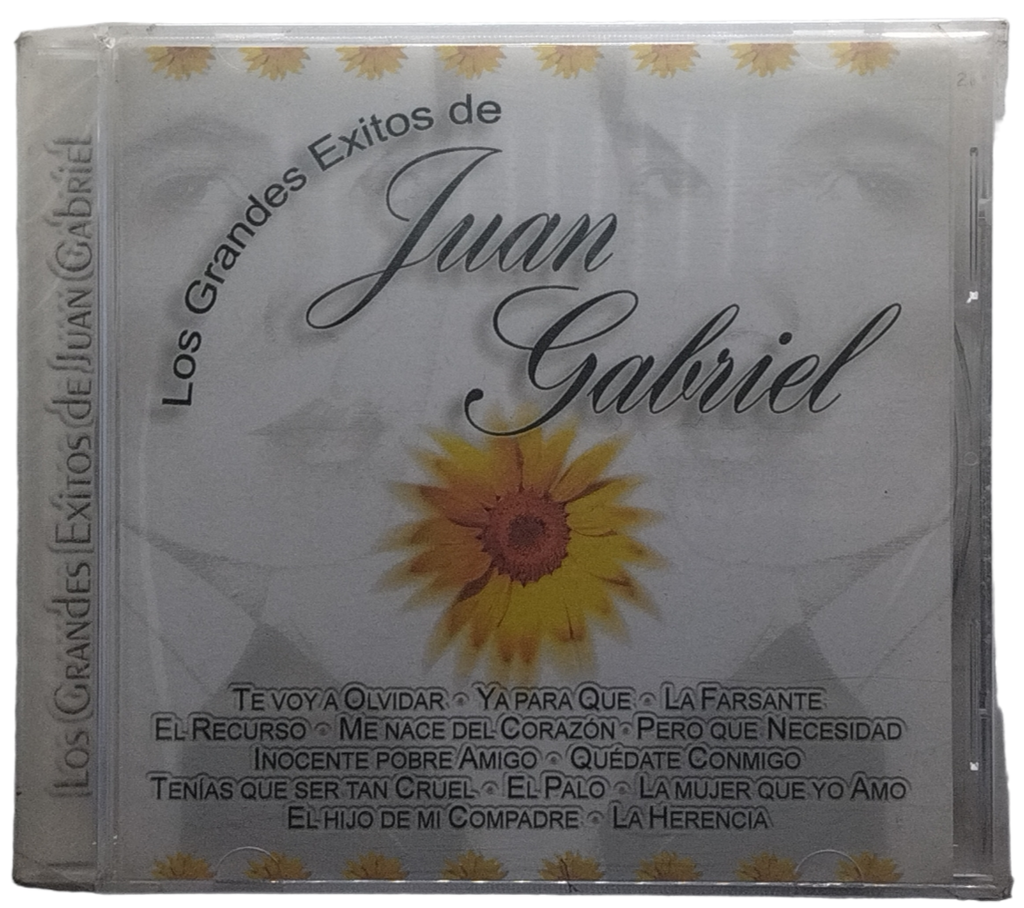 Los Grandes Exitos de
Juan
Gabriel
TE VOY A OLVIDAR • YA PARA QUE • LA FARSANTE
EL RECURSO • ME NACE DEL CORAZÓN • PERO QUE NECESIDAD
INOCENTE POBRE AMIGO • QUÉDATE CONMIGO
TENÍAS QUE SER TAN CRUEL • EL PALO • LA MUJER QUE YO AMO
EL HIJO DE MI COMPADRE • LA HERENCIA
LOS GRANDES EXITOS DE JUAN GABRIEL